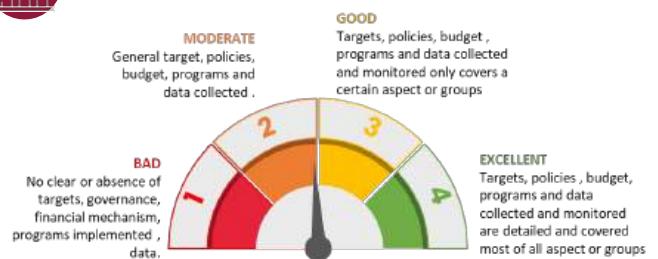 GOOD
Targets, policies, budget ,
programs and data collected
and monitored only covers a
certain aspect or groups
MODERATE
General target, policies,
budget, programs and
data collected .
2
3
BAD
No clear or absence of
targets, governance,
financial mechanism,
programs implemented ,
data.
1
4
EXCELLENT
Targets, policies , budget,
programs and data
collected and monitored
are detailed and covered
most of all aspect or groups